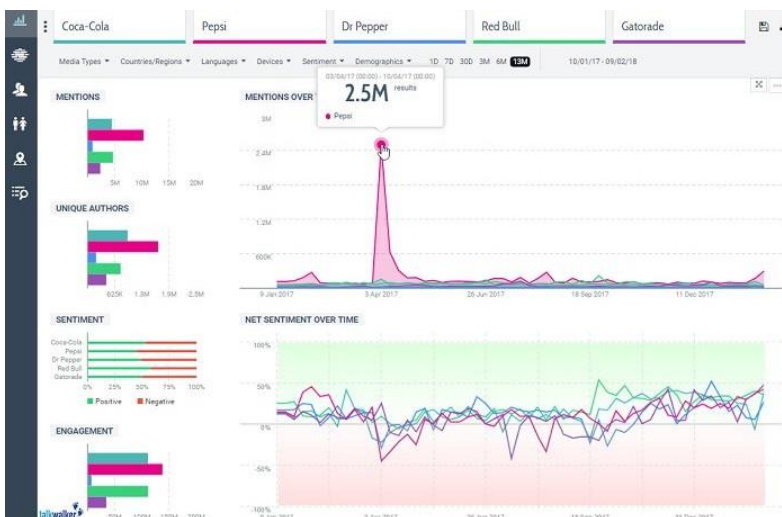 Coca-Cola
Pepsi
Dr Pepper
Red Bull
Gatorade
Media Types
Countries/Regions
Languages
Devices
Sentiment
Demographics
1D 7D 30D 3M 6M 13M
10/01/17 - 09/02/18
MENTIONS
5M 10M 15M 20M
UNIQUE AUTHORS
625K 1.3M 1.9M 2.5M
SENTIMENT
Coca-Cola
Pepsi
Dr Pepper
Red Bull
Gatorade
0% 25% 50% 75% 100%
Positive Negative
ENGAGEMENT
50M 100M 150M 200M
talkwalker
MENTIONS OVER
03/04/17 (00:00) - 10/04/17 (00:00)
2.5M results
Pepsi
3M
2.4M
1.8M
1.2M
600K
9 Jan 2017 3 Apr 2017 26 Jun 2017 18 Sep 2017 11 Dec 2017
NET SENTIMENT OVER TIME
100%
50%
0%
-50%
-100%